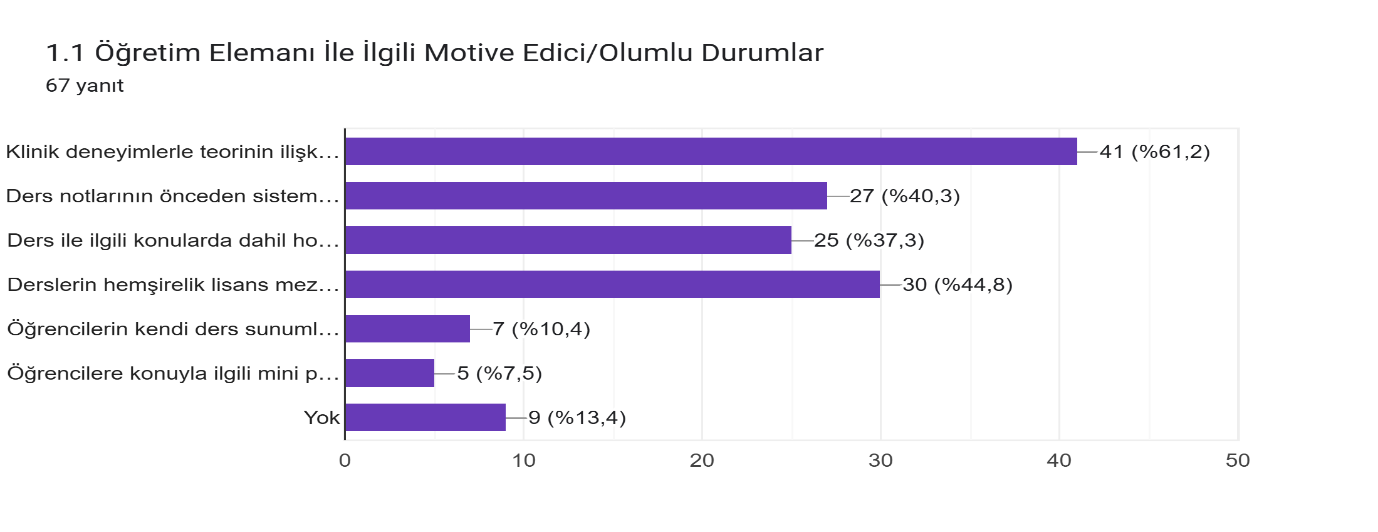 1.1 Öğretim Elemanı İle İlgili Motive Edici/Olumlu Durumlar
67 yanıt
Klinik deneyimlerle teorinin ilişk… 41 (%61,2)
Ders notlarının önceden sistem… 27 (%40,3)
Ders ile ilgili konularda dahil ho… 25 (%37,3)
Derslerin hemşirelik lisans mez… 30 (%44,8)
Öğrencilerin kendi ders sunuml… 7 (%10,4)
Öğrencilere konuyla ilgili mini p… 5 (%7,5)
Yok 9 (%13,4)
0 10 20 30 40 50